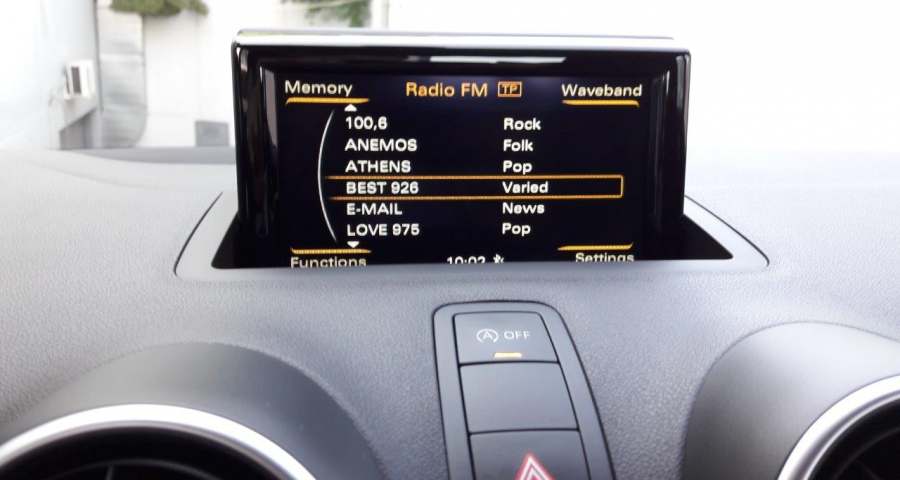 Memory Radio FM TP Waveband
100,6 Rock
ANEMOS Folk
ATHENS Pop
BEST 926 Varied
E-MAIL News
LOVE 975 Pop
Functions 10:02 Settings
A OFF